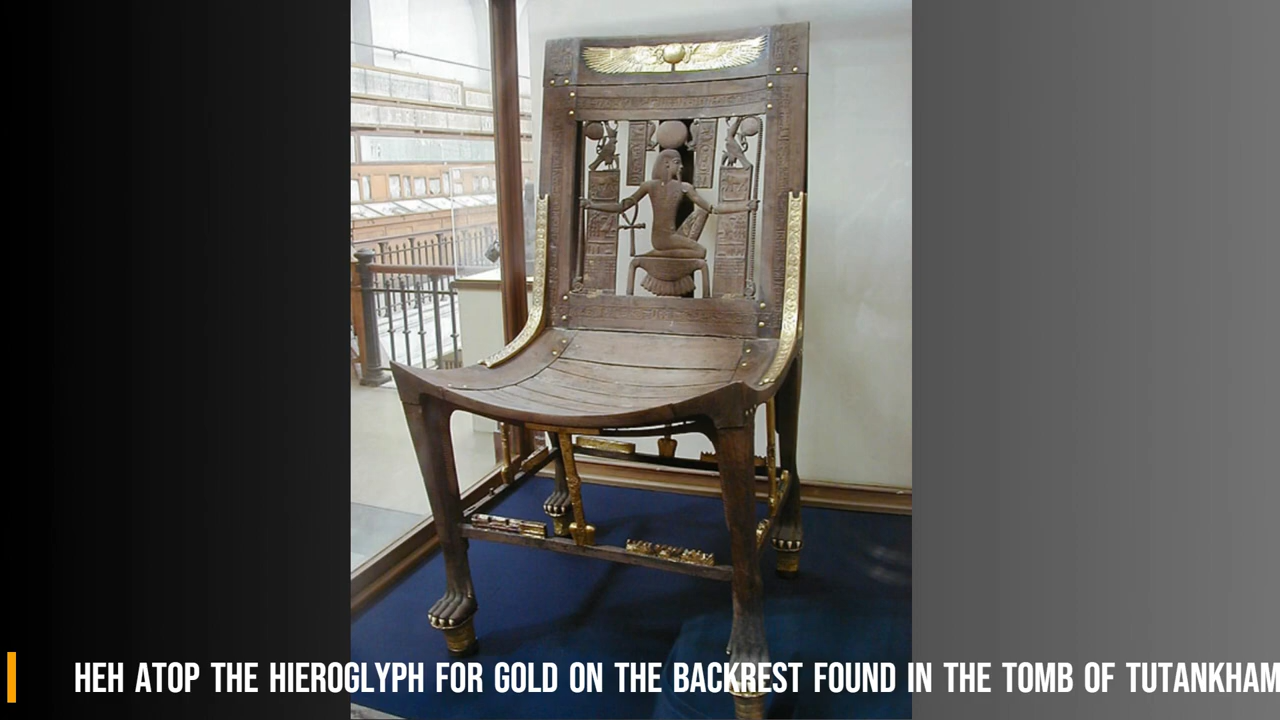 HEH ATOP THE HIEROGLYPH FOR GOLD ON THE BACKREST FOUND IN THE TOMB OF TUTANKHAM